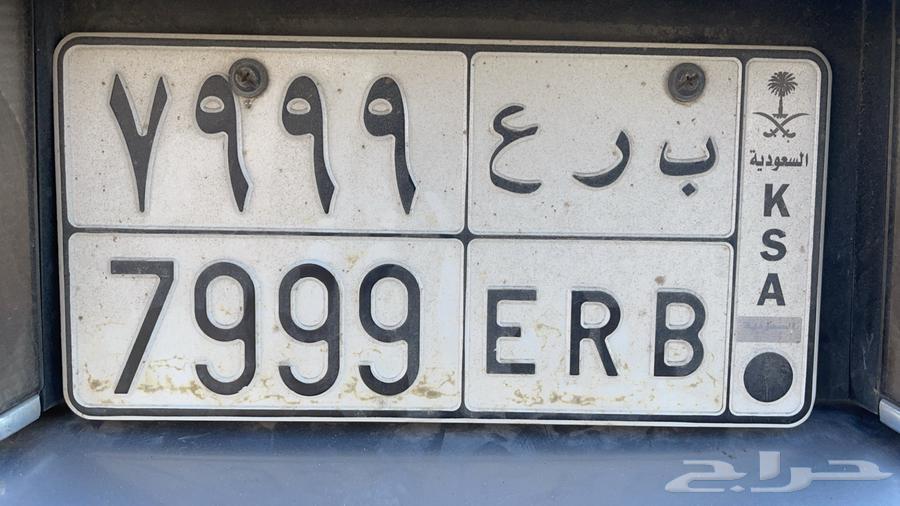 ٧٩٩٩
ب ر ع
7999
ERB
السعودية
K
S
A
حراج